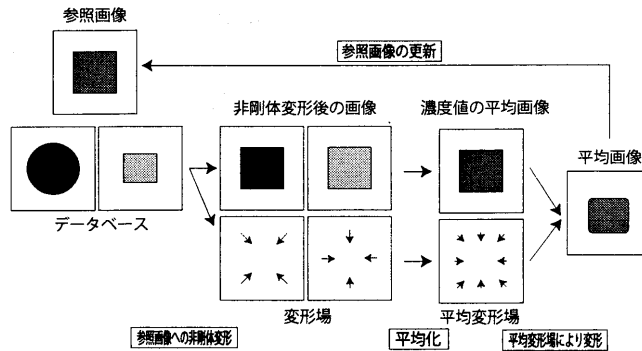 参照画像
参照画像の更新
非剛体変形後の画像
濃度値の平均画像
平均画像
データベース
変形場
平均変形場
参照画像への非剛体変形
平均化
平均変形場により変形